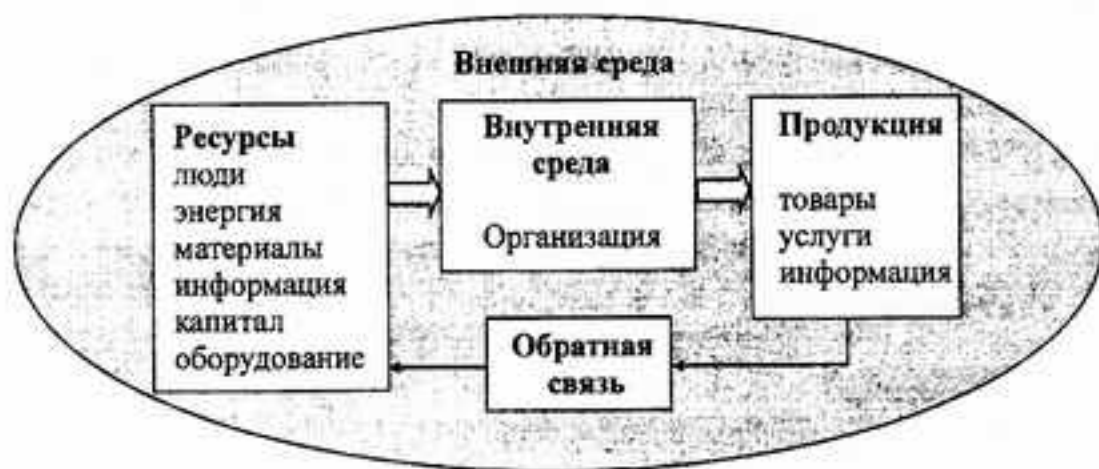 Внешняя среда
Ресурсы
люди
энергия
материалы
информация
капитал
оборудование
Внутренняя
среда
Организация
Продукция
товары
услуги
информация
Обратная
связь